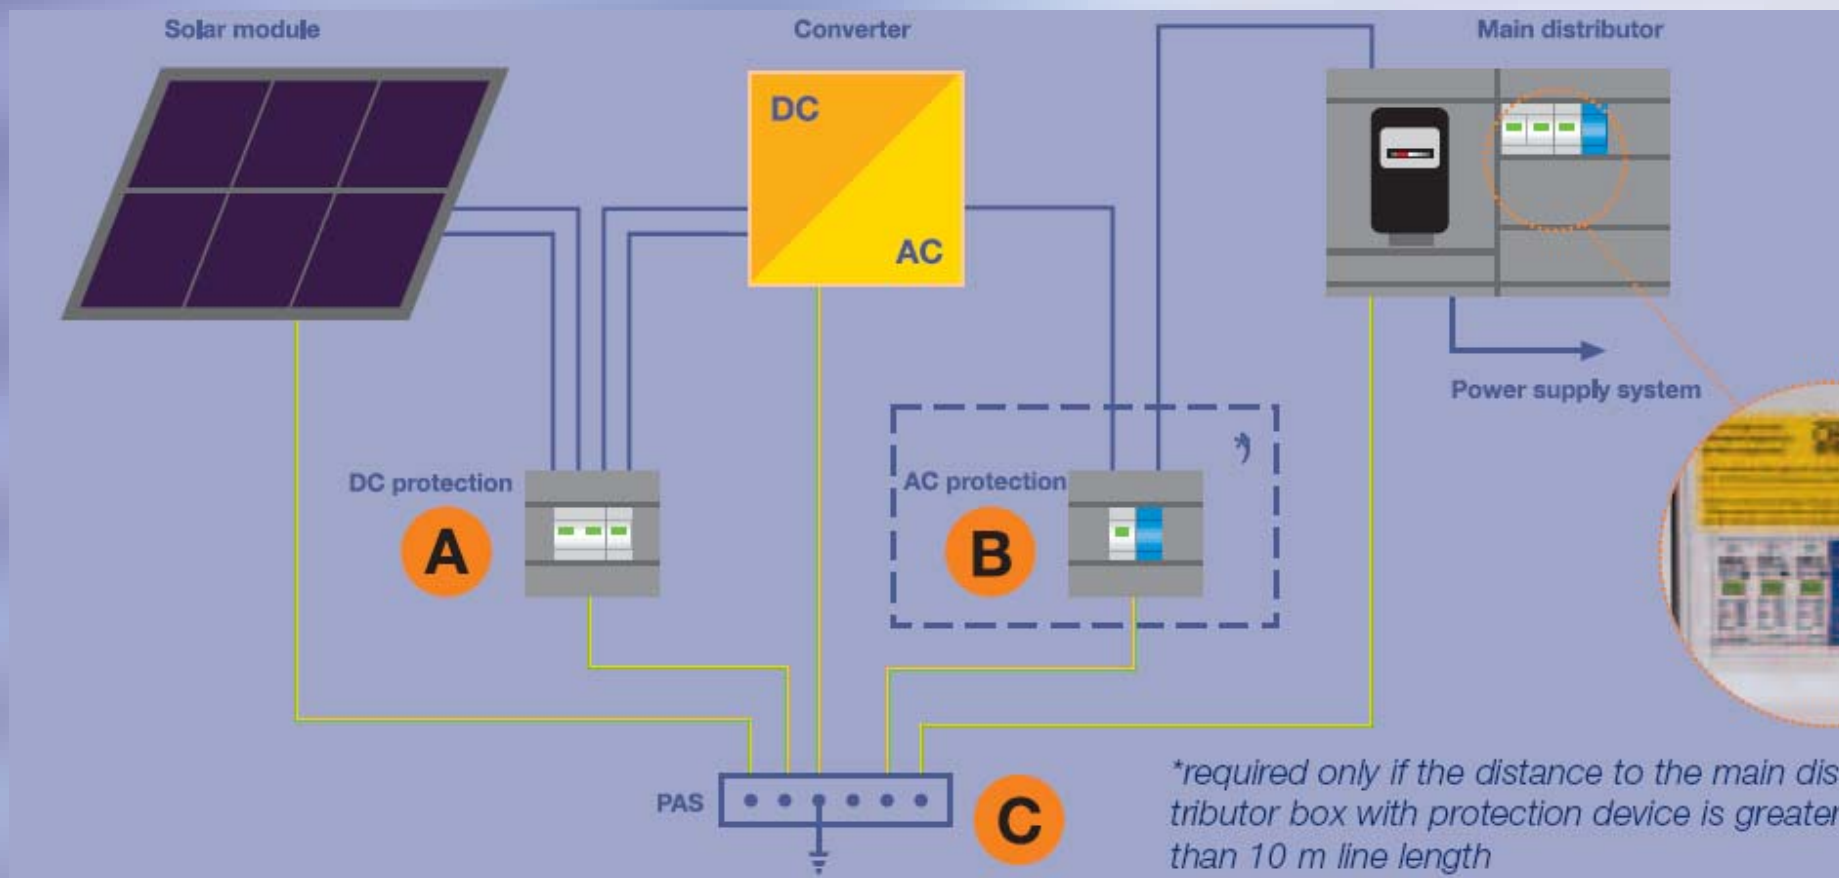 Solar module
Converter
Main distributor
DC
AC
Power supply system
DC protection
AC protection
*)
A
B
PAS
C
*required only if the distance to the main dis-
tributor box with protection device is greater
than 10 m line length